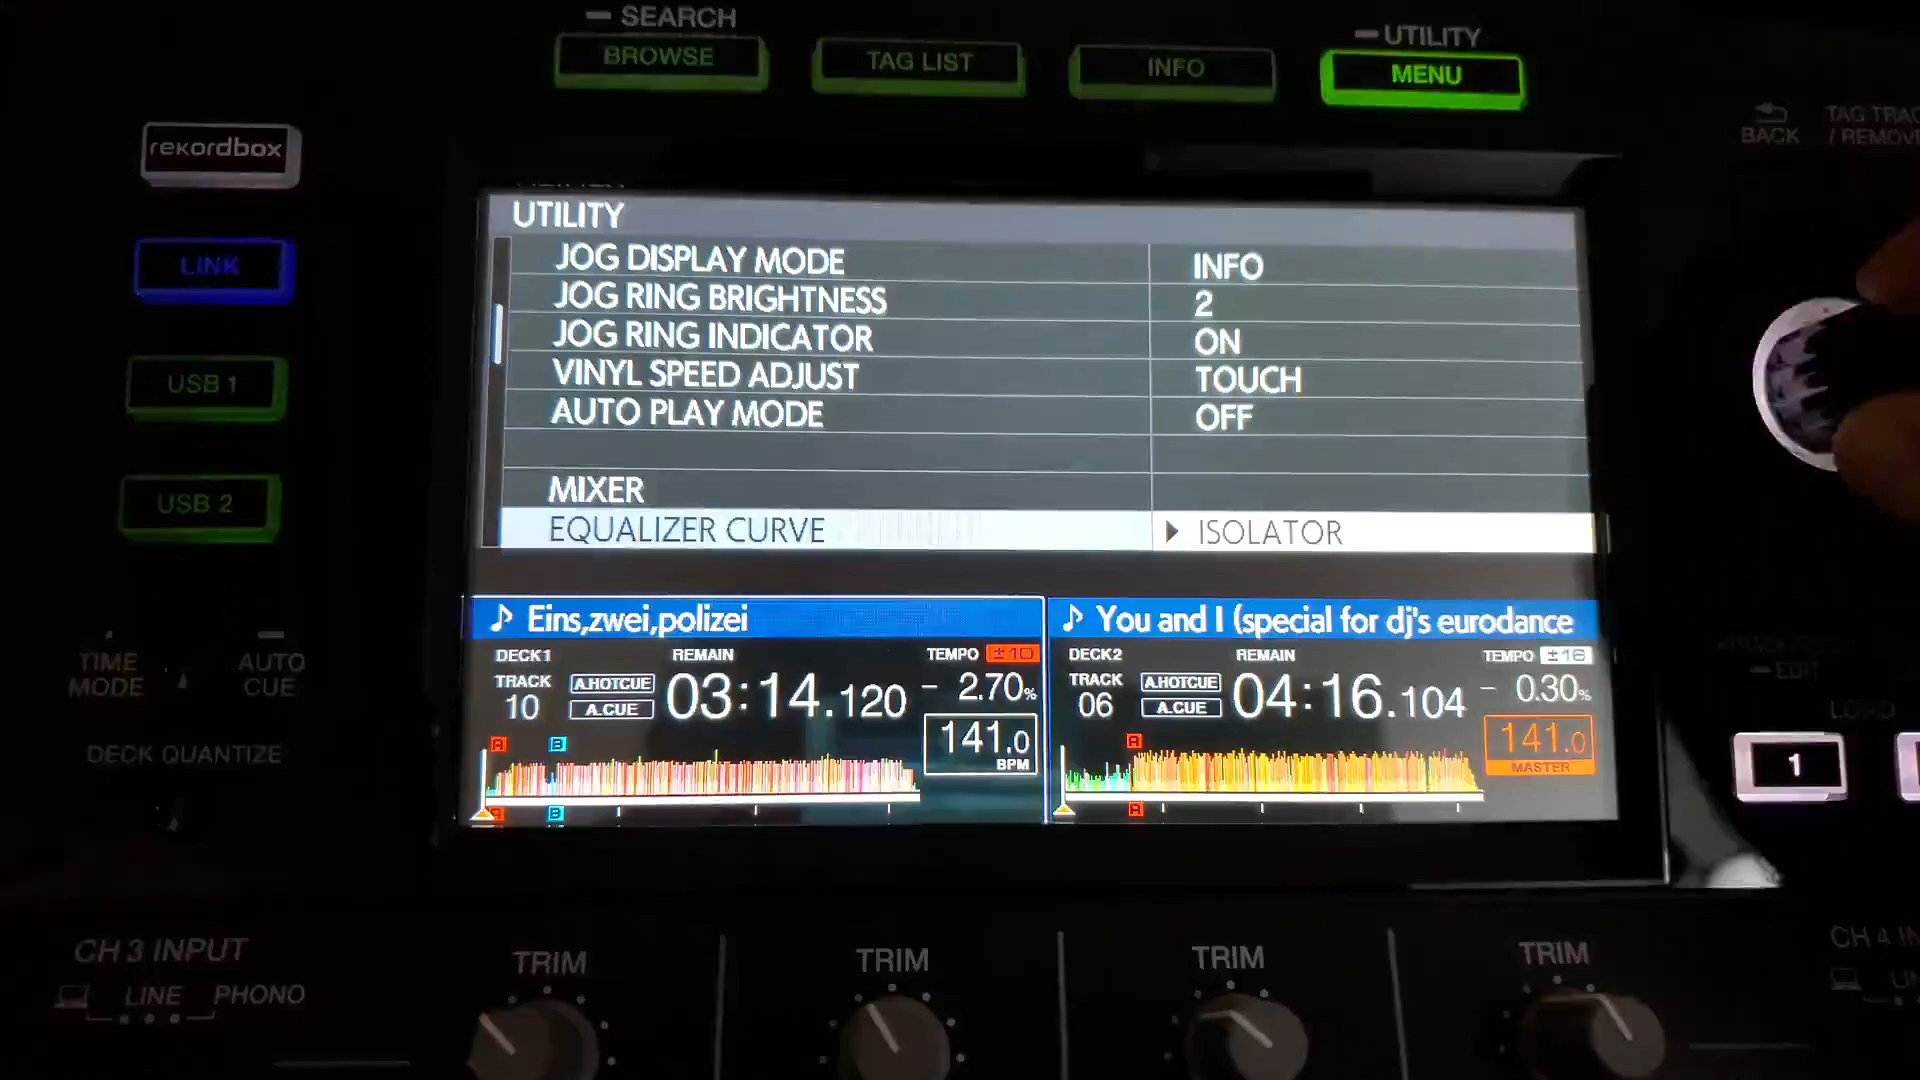 SEARCH
UTILITY
BROWSE
TAG LIST
INFO
MENU
BACK
TAG
/ REMOVE
rekordbox
LINK
USB 1
USB 2
TIME
MODE
AUTO
CUE
DECK QUANTIZE
UTILITY
JOG DISPLAY MODE INFO
JOG RING BRIGHTNESS 2
JOG RING INDICATOR ON
VINYL SPEED ADJUST TOUCH
AUTO PLAY MODE OFF
MIXER
EQUALIZER CURVE ISOLATOR
Eins,zwei,polizei
DECK1 REMAIN TEMPO ±10
TRACK
10
A.HOTCUE
A.CUE
03:14.120
- 2.70%
141.0
BPM
A B
A B
You and I (special for dj's eurodance
DECK2 REMAIN TEMPO ±16
TRACK
06
A.HOTCUE
A.CUE
04:16.104
- 0.30%
141.0
MASTER
A
A
EDIT
LOAD
1
CH 3 INPUT
LINE PHONO
TRIM
TRIM
TRIM
TRIM
CH 4